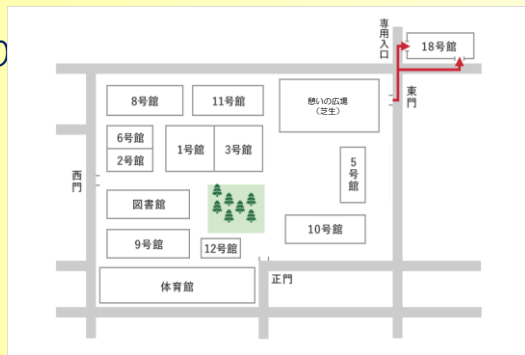 専用入口
18号館
8号館
11号館
憩いの広場
(芝生)
東門
6号館
2号館
1号館
3号館
5号館
西門
図書館
10号館
9号館
12号館
正門
体育館